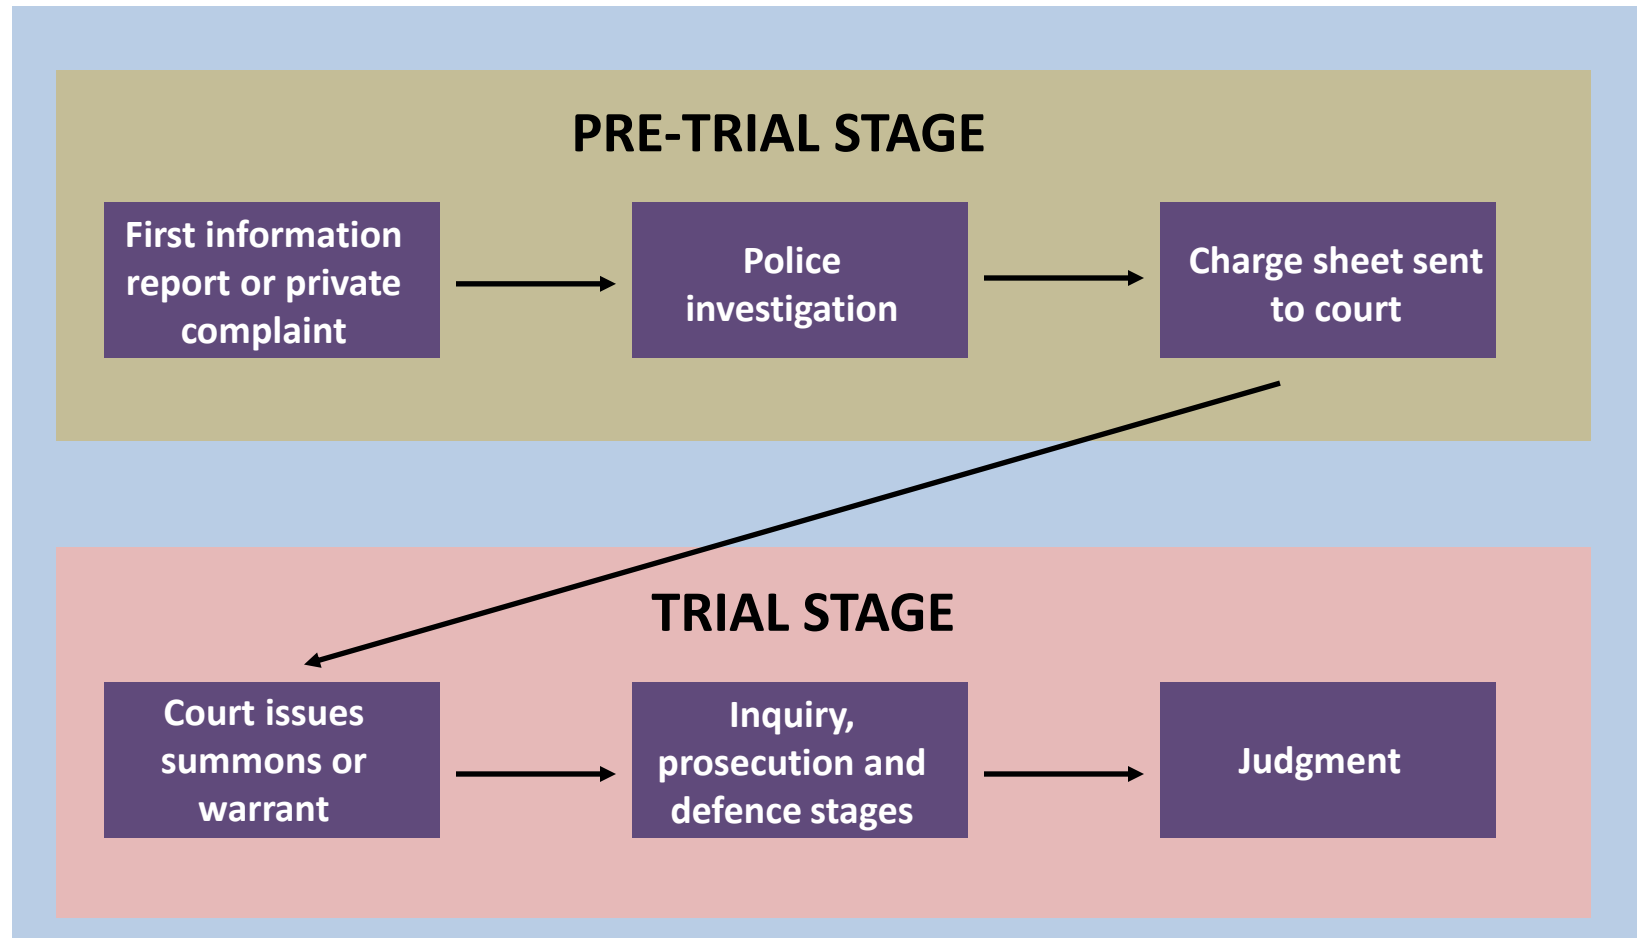 PRE-TRIAL STAGE
First information
report or private
complaint
Police
investigation
Charge sheet sent
to court
TRIAL STAGE
Court issues
summons or
warrant
Inquiry,
prosecution and
defence stages
Judgment